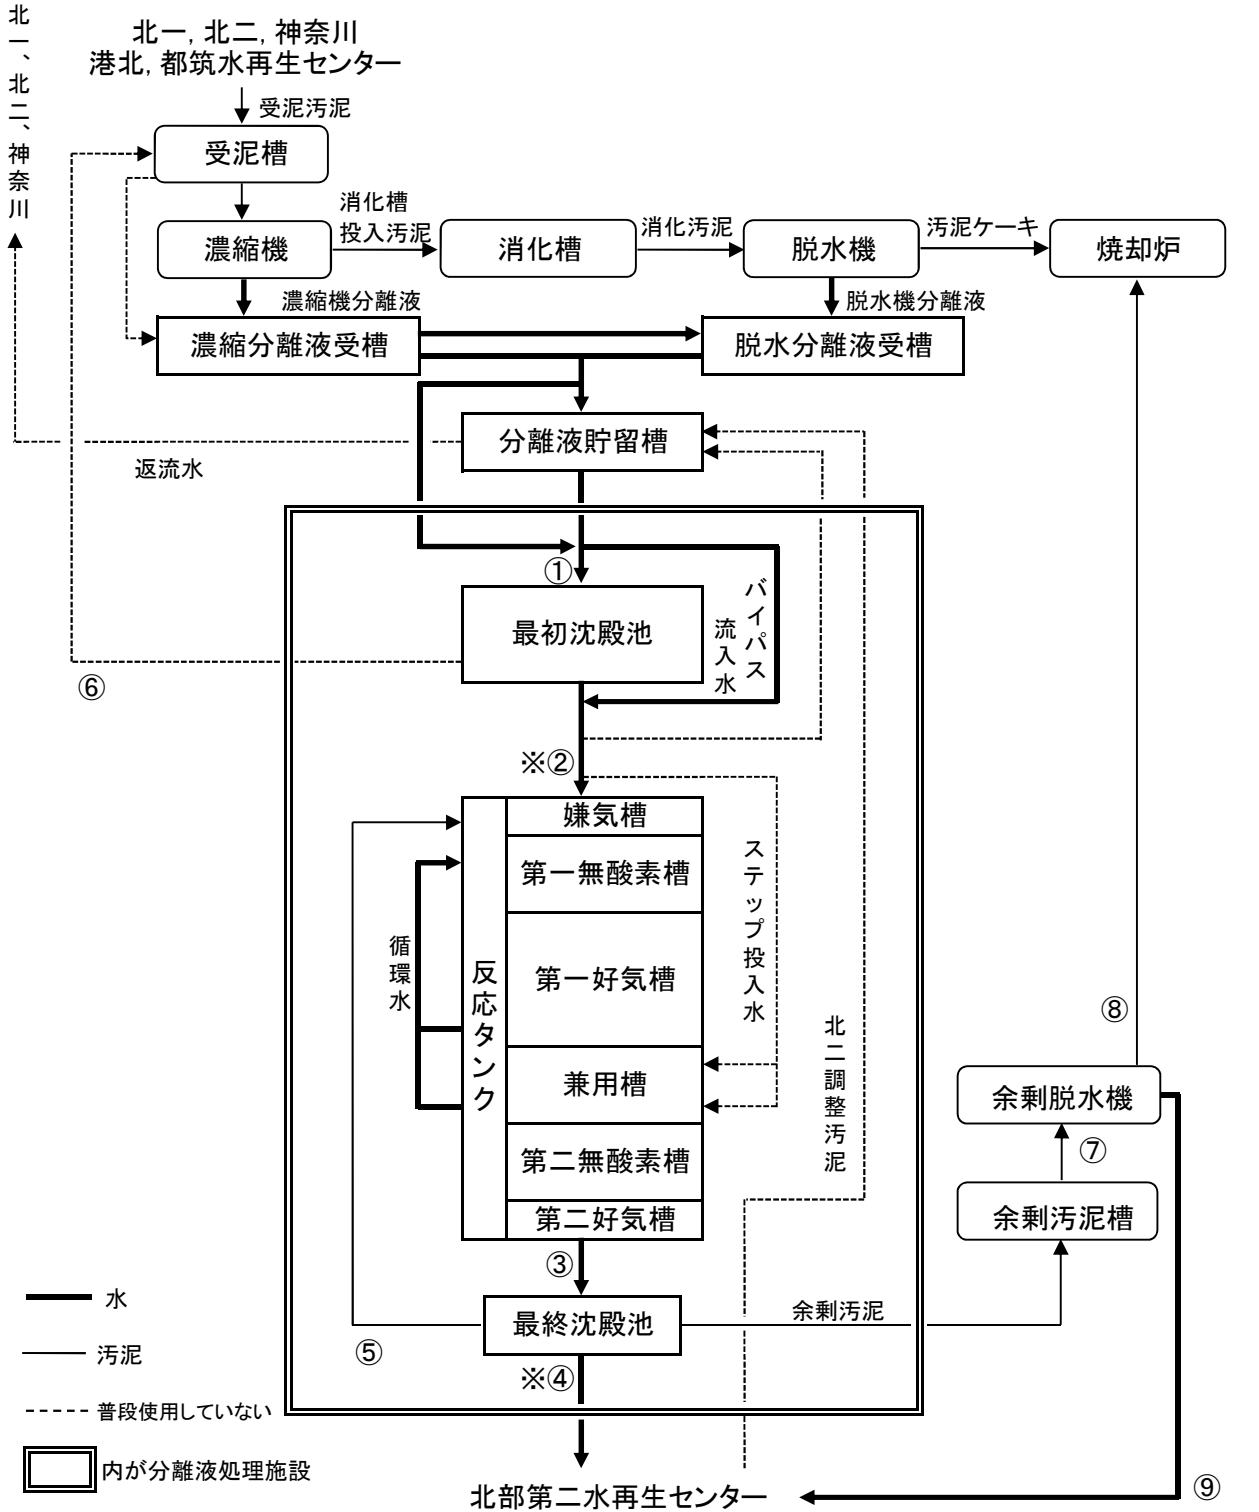 北一、北二、神奈川
北一, 北二, 神奈川
港北, 都筑水再生センター
受泥汚泥
受泥槽
消化槽
投入汚泥
消化汚泥
汚泥ケーキ
濃縮機
消化槽
脱水機
焼却炉
濃縮機分離液
脱水機分離液
濃縮分離液受槽
脱水分離液受槽
分離液貯留槽
返流水
①
バイパス
流入水
最初沈殿池
⑥
※②
嫌気槽
第一無酸素槽
ステップ投入水
循環水
反応タンク
第一好気槽
⑧
北二調整汚泥
兼用槽
余剰脱水機
⑦
第二無酸素槽
余剰汚泥槽
第二好気槽
③
水
余剰汚泥
最終沈殿池
汚泥
⑤
※④
普段使用していない
内が分離液処理施設
⑨
北部第二水再生センター